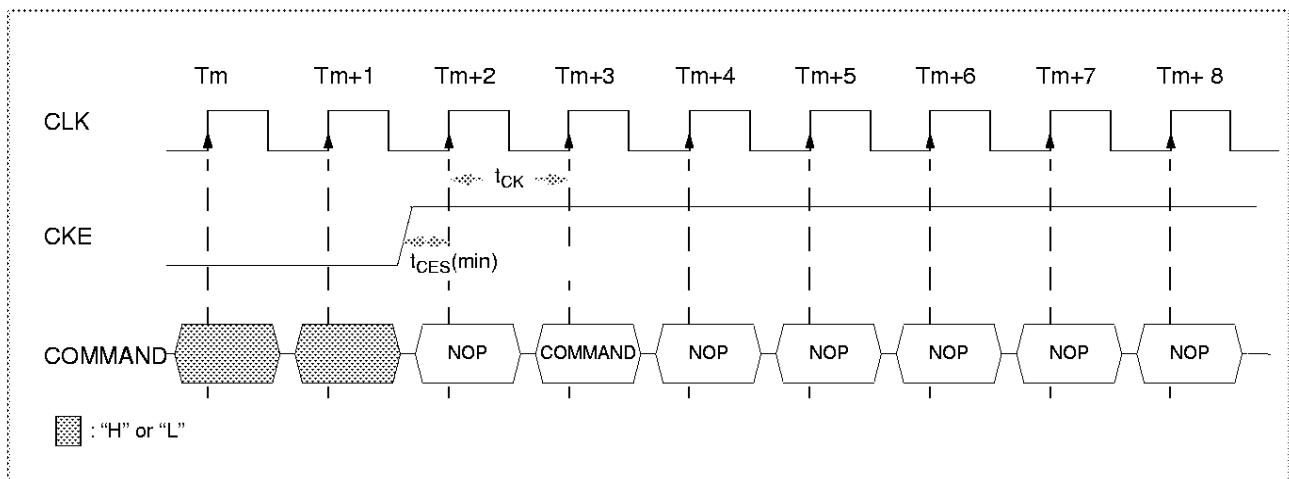 Tm Tm+1 Tm+2 Tm+3 Tm+4 Tm+5 Tm+6 Tm+7 Tm+ 8
CLK
tCK
CKE
tCES(min)
COMMAND NOP COMMAND NOP NOP NOP NOP NOP
: “H” or “L”